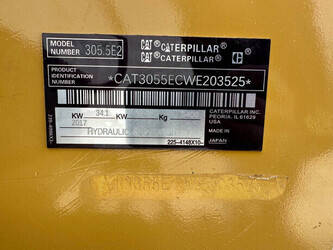 MODEL NUMBER 305.5E2
CAT CATERPILLAR®
CAT CATERPILLAR®
PRODUCT IDENTIFICATION NUMBER
*CAT3055ECWE203525*
KW 34.1 KW Kg
2017
HYDRAULIC
CATERPILLAR INC.
PEORIA, IL 61629
USA
MADE IN
JAPAN
225-4148X10